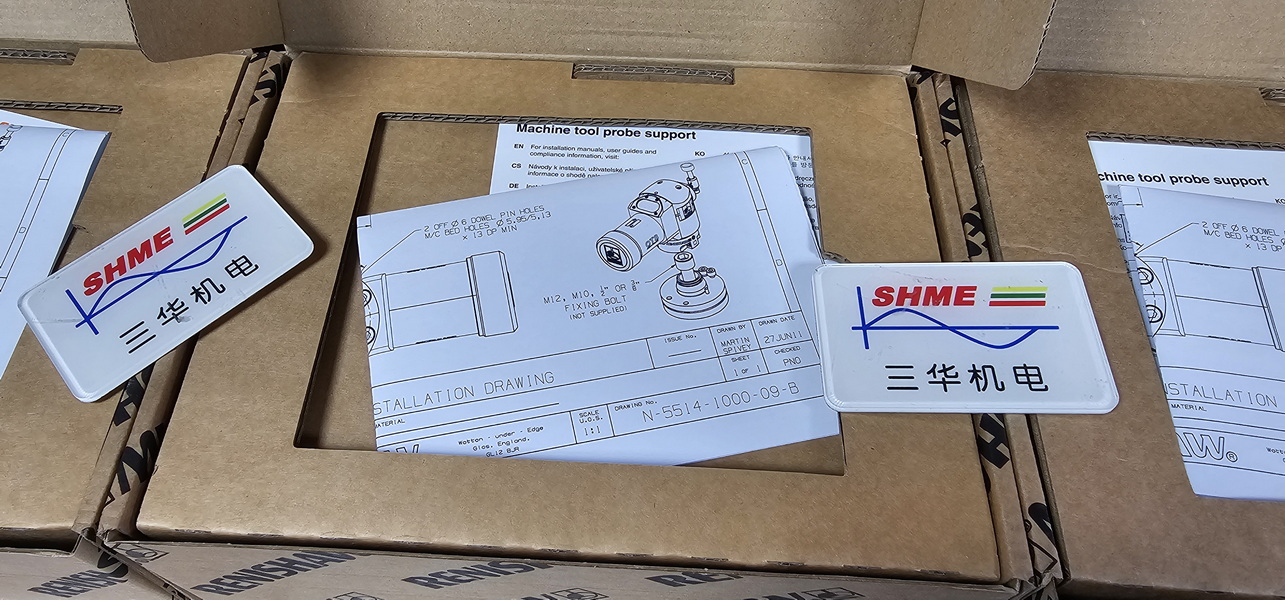 Machine tool probe support
EN For installation manuals, user guides and
compliance information, visit:
CS Návody k instalaci, uživatelské
informace o shodě
DE
KO
2 OFF Ø 6 DOWEL PIN HOLES
M/C BED HOLES Ø 5.95/5.13
x 13 DP MIN
M12, M10, ½" OR ⅜"
FIXING BOLT
(NOT SUPPLIED)
ISSUE No.
DRAWN BY
MARTIN
SPIVEY
DRAWN DATE
27JUN11
SHEET
1 OF 1
CHECKED
PNO
STALLATION DRAWING
MATERIAL
SCALE
U.O.S.
1:1
DRAWING No.
N-5514-1000-09-B
Wotton - under - Edge
Glos. England.
GL12 8JR
SHME
三华机电
SHME
三华机电
chine tool probe support
2 OFF Ø 6 DOWEL
M/C BED HOLES
x 13 DP
STALLATION
MATERIAL
AW®
RENISHAW
RENISHAW
RENISHAW
RENISHAW